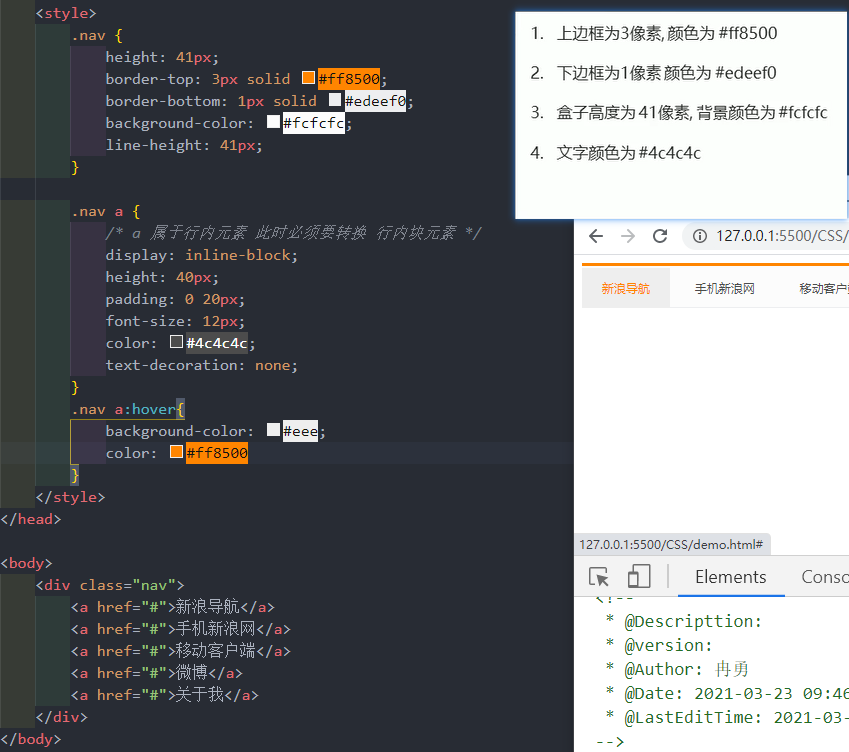 <style>
.nav {
height: 41px;
border-top: 3px solid #ff8500;
border-bottom: 1px solid #edeef0;
background-color: #fcfcfc;
line-height: 41px;
}
.nav a {
/* a 属于行内元素 此时必须要转换 行内块元素 */
display: inline-block;
height: 40px;
padding: 0 20px;
font-size: 12px;
color: #4c4c4c;
text-decoration: none;
}
.nav a:hover{
background-color: #eee;
color: #ff8500
}
</style>
</head>
<body>
<div class="nav">
<a href="#">新浪导航</a>
<a href="#">手机新浪网</a>
<a href="#">移动客户端</a>
<a href="#">微博</a>
<a href="#">关于我</a>
</div>
</body>
1. 上边框为3像素, 颜色为 #ff8500
2. 下边框为1像素 颜色为 #edeef0
3. 盒子高度为 41像素, 背景颜色为 #fcfcfc
4. 文字颜色为 #4c4c4c
127.0.0.1:5500/CSS/
新浪导航 手机新浪网 移动客户
127.0.0.1:5500/CSS/demo.html#
Elements Conso
<!--
* @Descripttion:
* @version:
* @Author: 冉勇
* @Date: 2021-03-23 09:46
* @LastEditTime: 2021-03-
-->